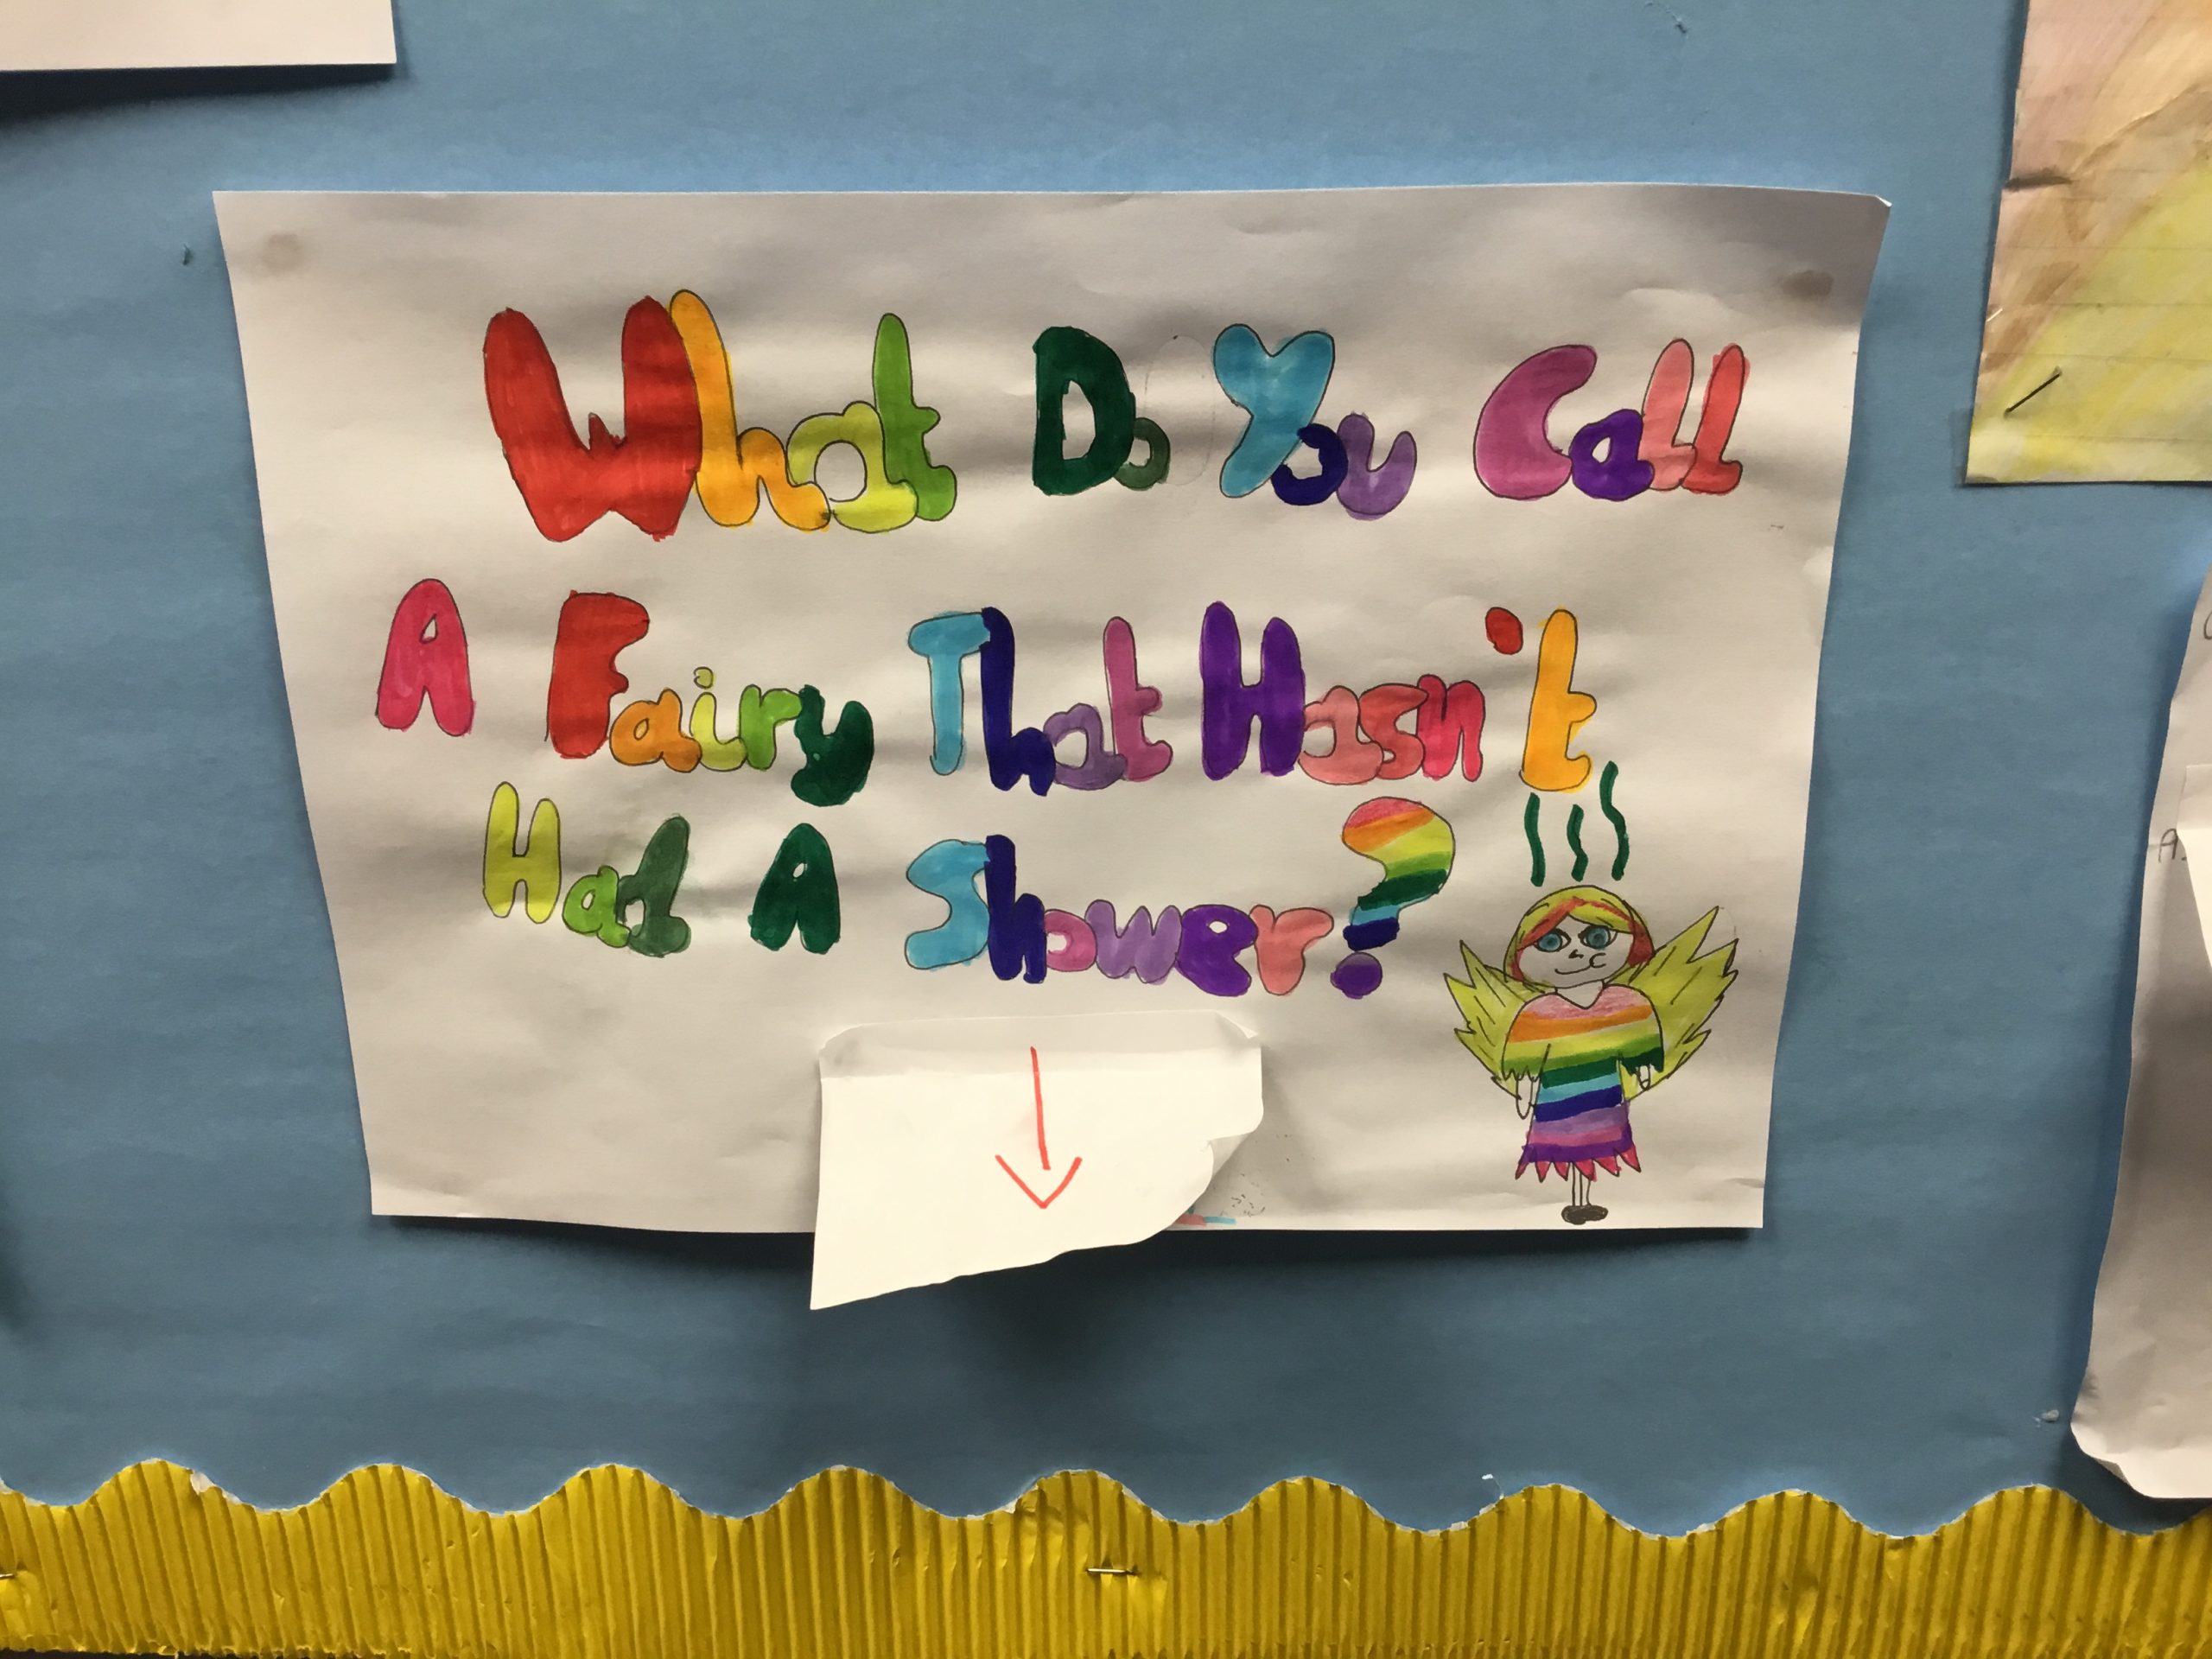 What Do You Call
A Fairy That Hasn't
Had A Shower?